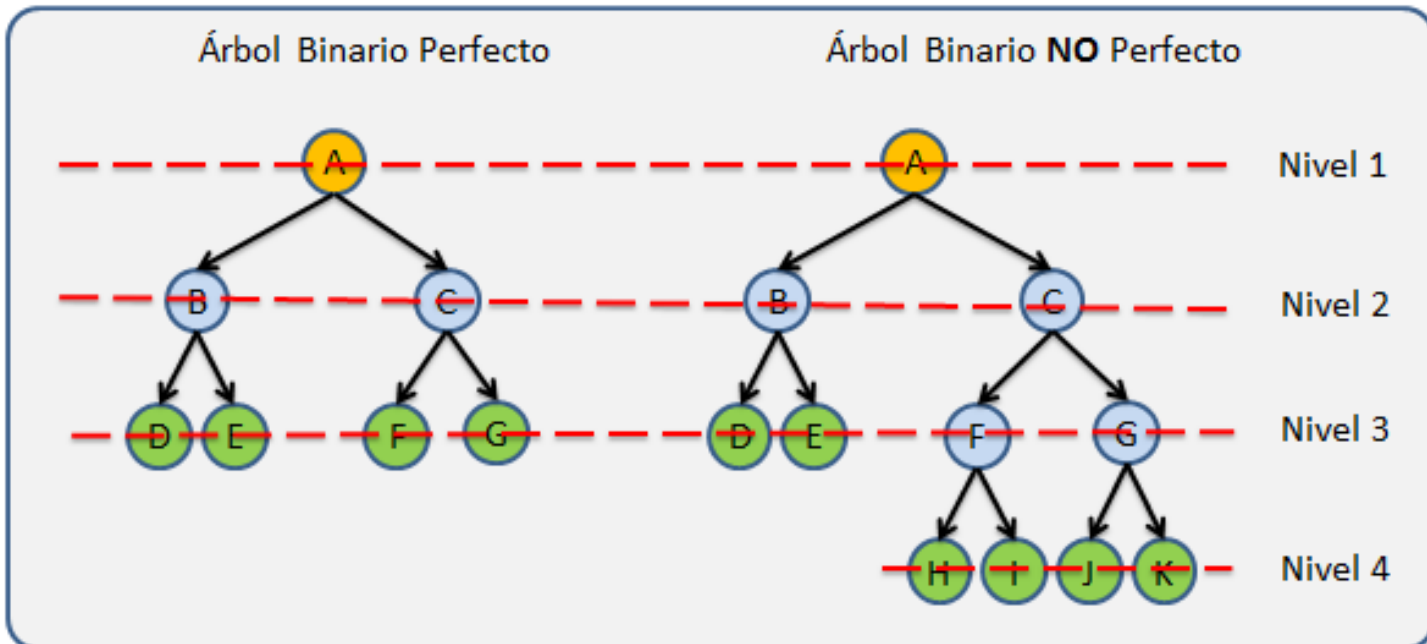 Árbol Binario Perfecto
Árbol Binario NO Perfecto
A A Nivel 1
B C B C Nivel 2
D E F G D E F G Nivel 3
H I J K Nivel 4